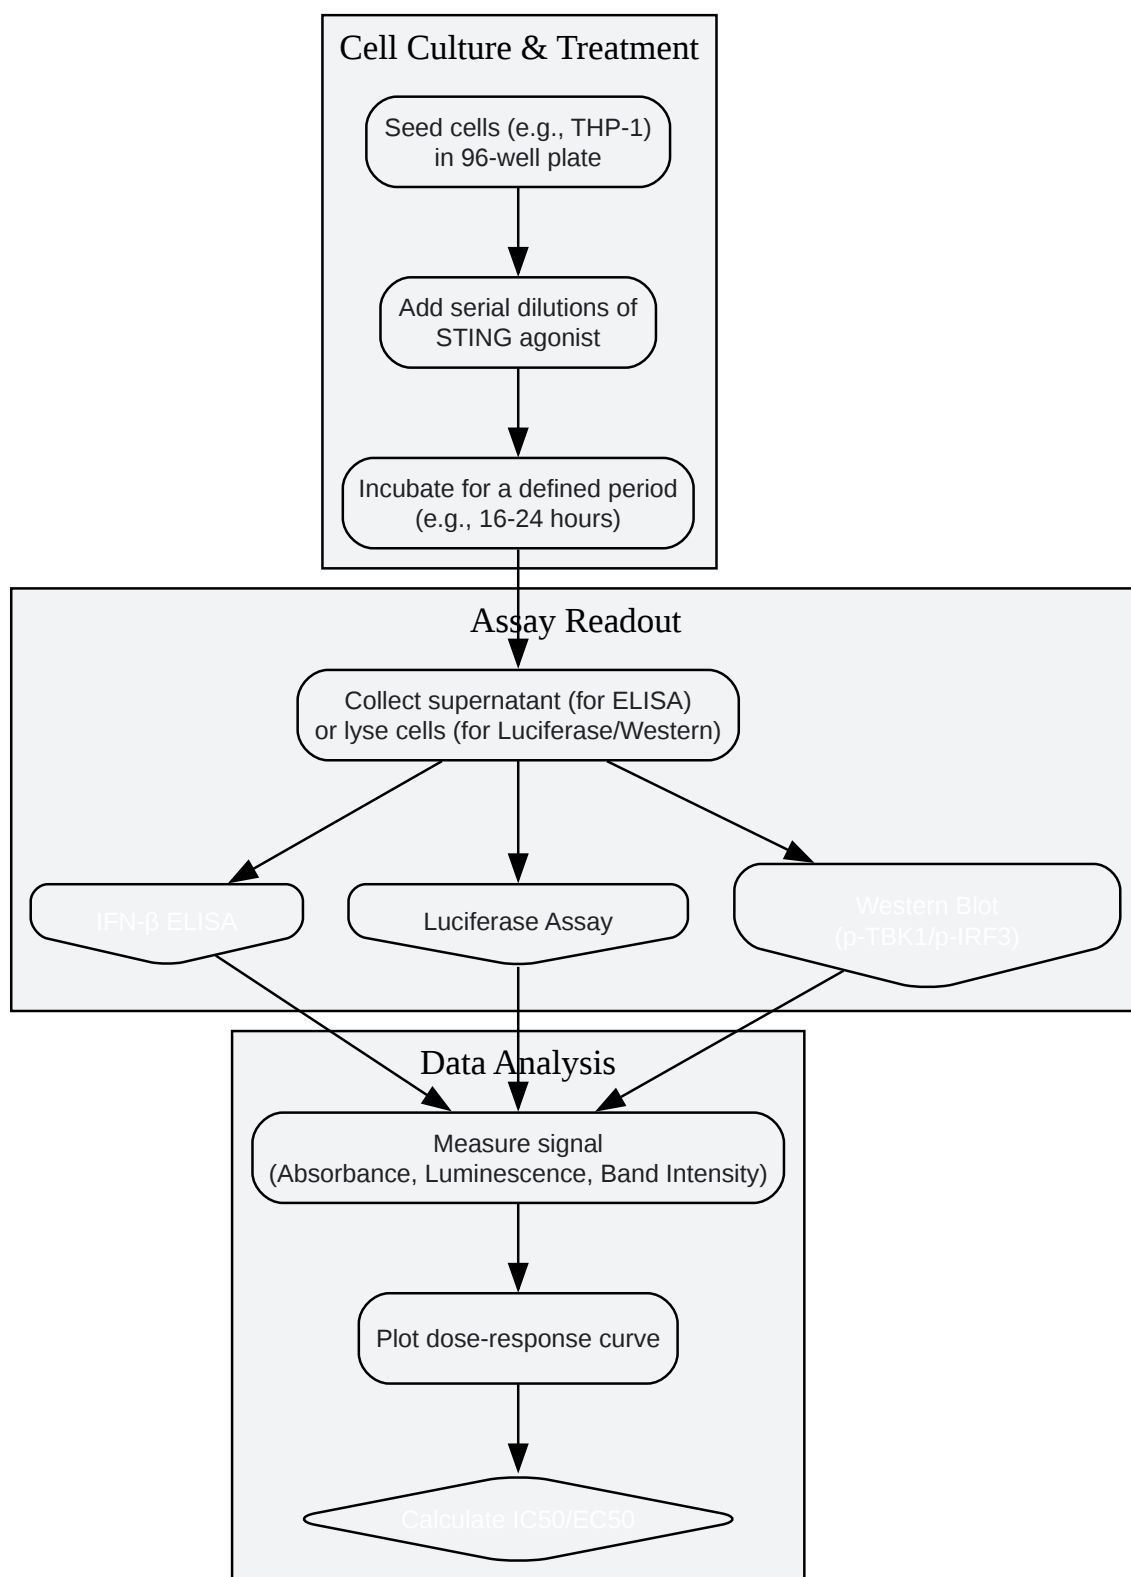 Cell Culture & Treatment
Seed cells (e.g., THP-1)
in 96-well plate
Add serial dilutions of
STING agonist
Incubate for a defined period
(e.g., 16-24 hours)
Assay Readout
Collect supernatant (for ELISA)
or lyse cells (for Luciferase/Western)
IFN-β ELISA
Luciferase Assay
Western Blot
(p-TBK1/p-IRF3)
Data Analysis
Measure signal
(Absorbance, Luminescence, Band Intensity)
Plot dose-response curve
Calculate IC50/EC50